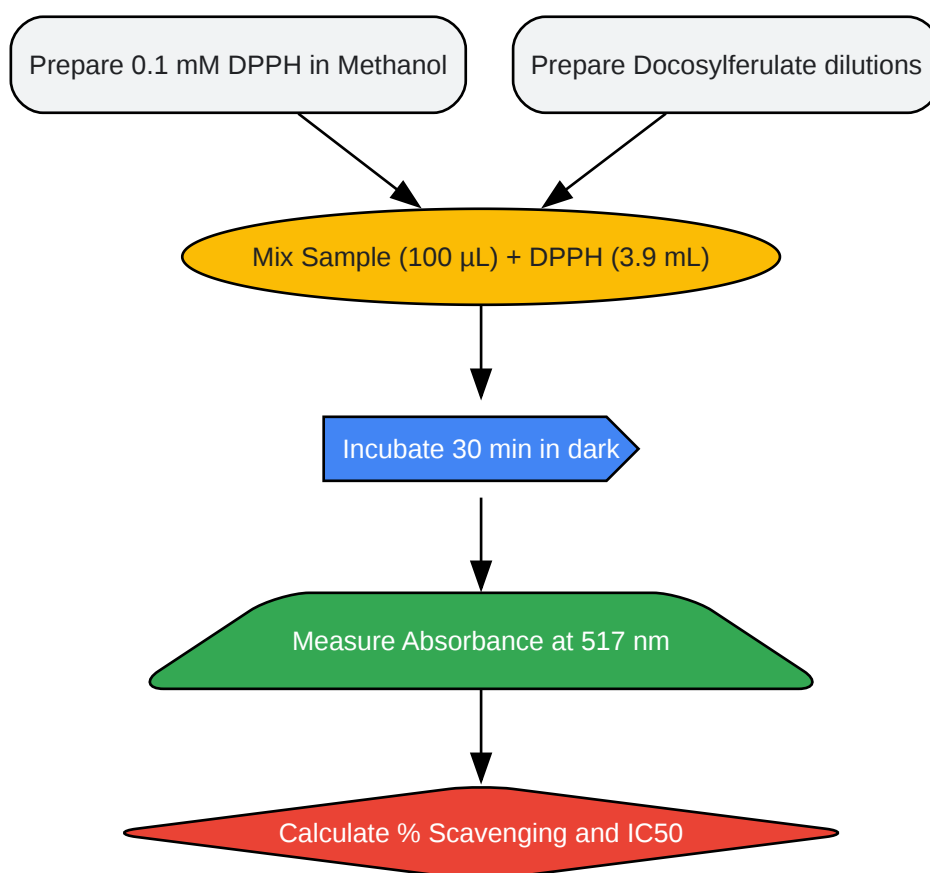 Prepare 0.1 mM DPPH in Methanol
Prepare Docosylferulate dilutions
Mix Sample (100 µL) + DPPH (3.9 mL)
Incubate 30 min in dark
Measure Absorbance at 517 nm
Calculate % Scavenging and IC50